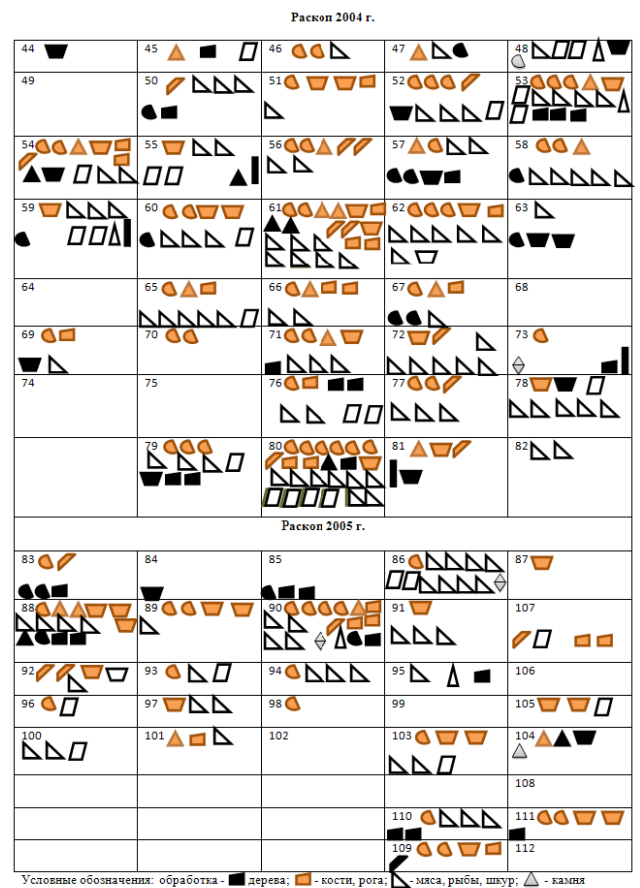 Раскоп 2004 г.
44 45 46 47 48
49 50 51 52 53
54 55 56 57 58
59 60 61 62 63
64 65 66 67 68
69 70 71 72 73
74 75 76 77 78
79 80 81 82
Раскоп 2005 г.
83 84 85 86 87
88 89 90 91 107
92 93 94 95 106
96 97 98 99 105
100 101 102 103 104
108
110 111
109 112
Условные обозначения: обработка - дерева; - кости, рога; - мяса, рыбы, шкур; - камня